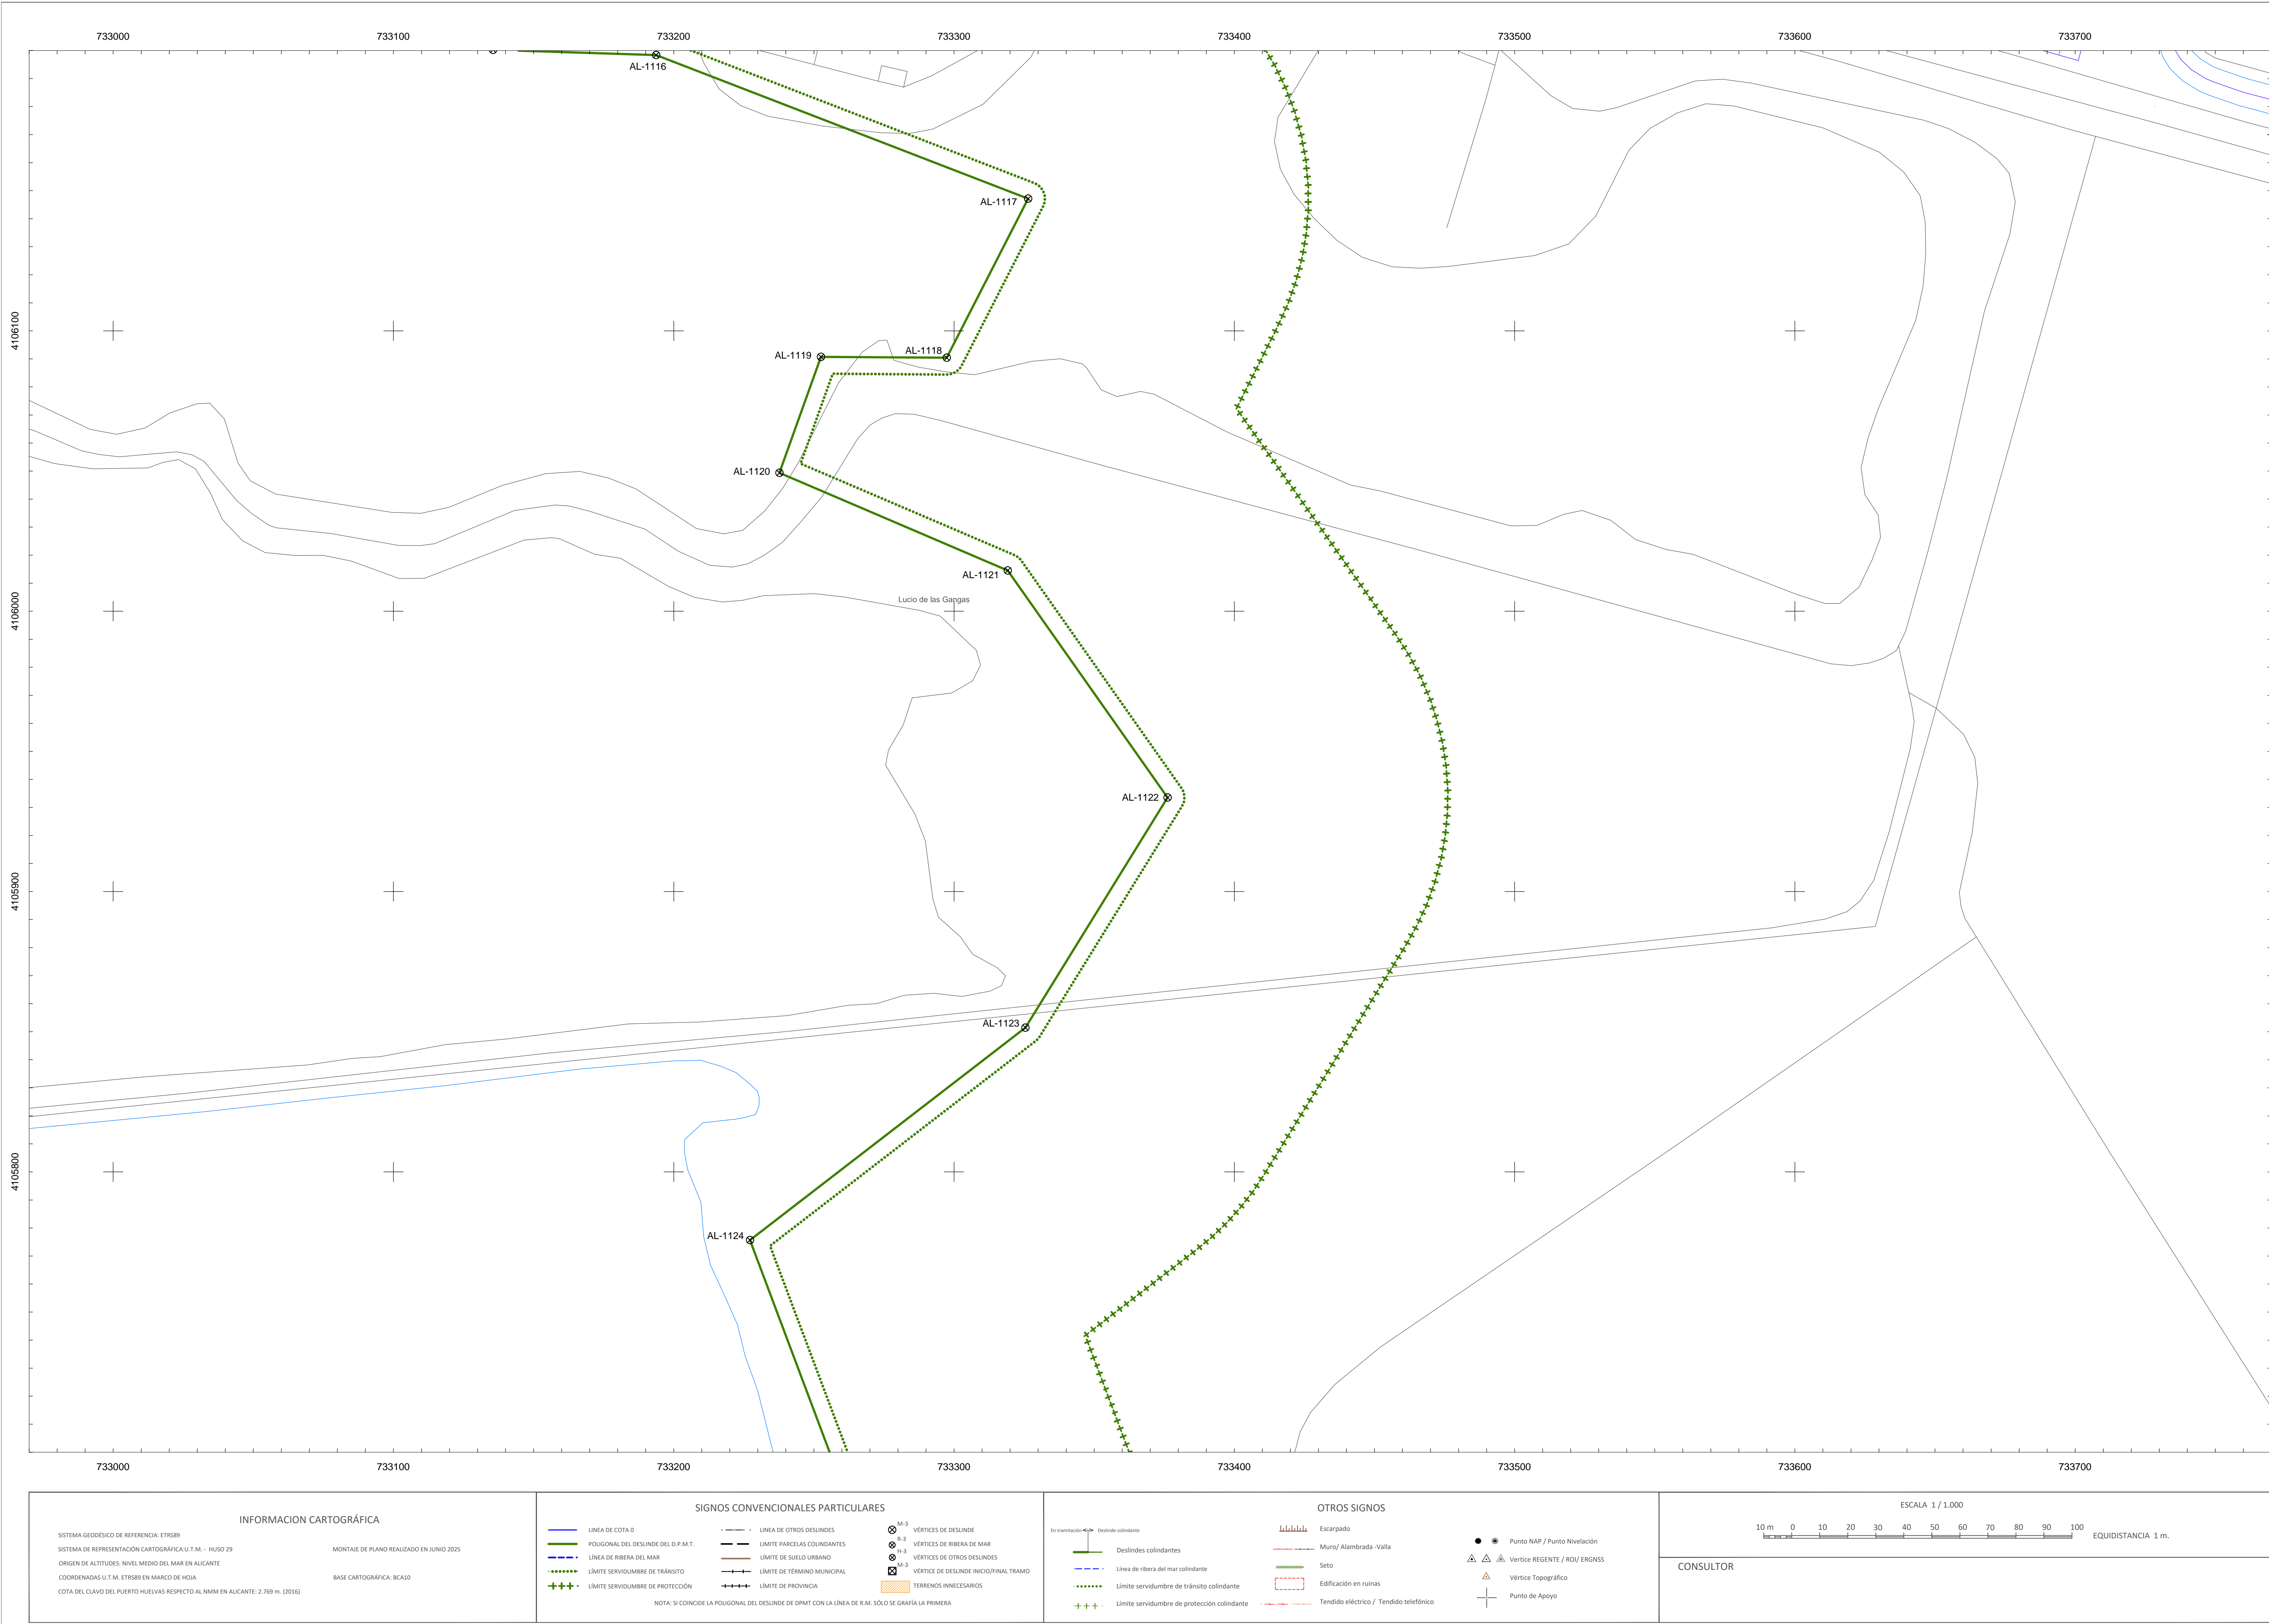 733000 733100 733200 733300 733400 733500 733600 733700
AL-1116
AL-1117
4106100
AL-1118
AL-1119
AL-1120
AL-1121
Lucio de las Gangas
4106000
AL-1122
4105900
AL-1123
4105800
AL-1124
733000 733100 733200 733300 733400 733500 733600 733700
INFORMACION CARTOGRÁFICA
SISTEMA GEODÉSICO DE REFERENCIA: ETRS89
SISTEMA DE REPRESENTACIÓN CARTOGRÁFICA:U.T.M. - HUSO 29
MONTAJE DE PLANO REALIZADO EN JUNIO 2025
ORIGEN DE ALTITUDES: NIVEL MEDIO DEL MAR EN ALICANTE
COORDENADAS U.T.M. ETRS89 EN MARCO DE HOJA
BASE CARTOGRÁFICA: BCA10
COTA DEL CLAVO DEL PUERTO HUELVAS RESPECTO AL NMM EN ALICANTE: 2.769 m. (2016)
SIGNOS CONVENCIONALES PARTICULARES
LINEA DE COTA 0
POLIGONAL DEL DESLINDE DEL D.P.M.T.
LÍNEA DE RIBERA DEL MAR
LÍMITE SERVIDUMBRE DE TRÁNSITO
LÍMITE SERVIDUMBRE DE PROTECCIÓN
LINEA DE OTROS DESLINDES
LIMITE PARCELAS COLINDANTES
LÍMITE DE SUELO URBANO
LÍMITE DE TÉRMINO MUNICIPAL
LÍMITE DE PROVINCIA
M-3
VÉRTICES DE DESLINDE
R-3
VÉRTICES DE RIBERA DE MAR
H-3
VÉRTICES DE OTROS DESLINDES
M-3
VÉRTICE DE DESLINDE INICIO/FINAL TRAMO
TERRENOS INNECESARIOS
NOTA: SI COINCIDE LA POLIGONAL DEL DESLINDE DE DPMT CON LA LÍNEA DE R.M. SÓLO SE GRAFÍA LA PRIMERA
OTROS SIGNOS
En tramitación Deslinde colindante
Deslindes colindantes
Línea de ribera del mar colindante
Límite servidumbre de tránsito colindante
Límite servidumbre de protección colindante
Escarpado
Muro/ Alambrada -Valla
Seto
Edificación en ruinas
Tendido eléctrico / Tendido telefónico
Punto NAP / Punto Nivelación
Vertice REGENTE / ROI/ ERGNSS
Vértice Topográfico
Punto de Apoyo
ESCALA 1 / 1.000
10 m 0 10 20 30 40 50 60 70 80 90 100
EQUIDISTANCIA 1 m.
CONSULTOR